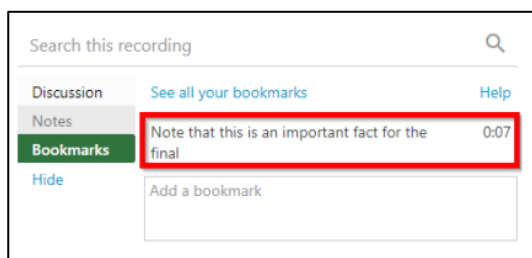 Search this recording
Discussion
See all your bookmarks
Help
Notes
Note that this is an important fact for the
0:07
Bookmarks
final
Hide
Add a bookmark